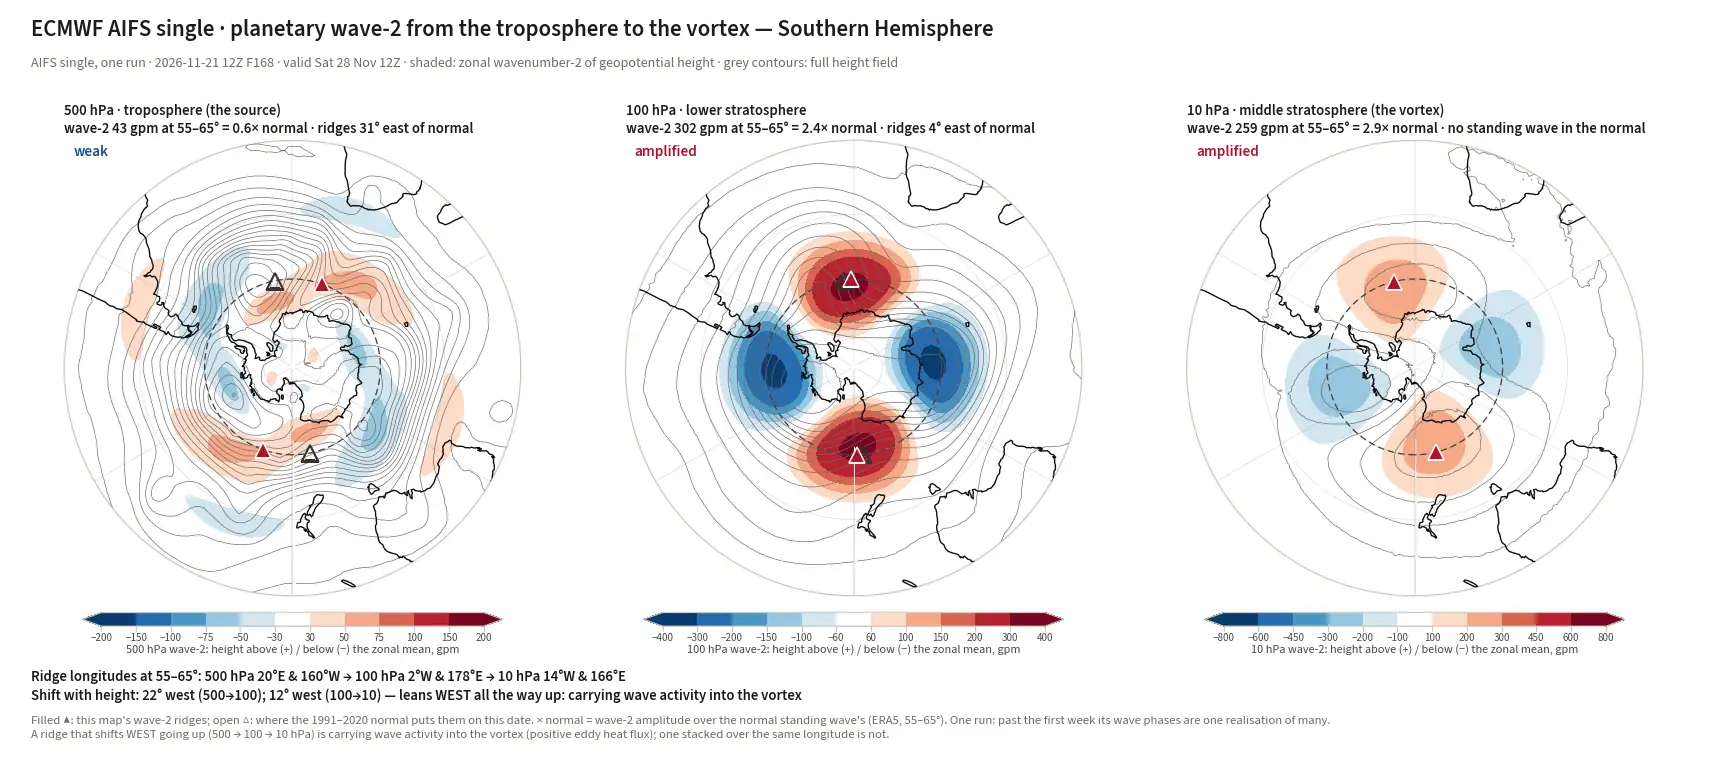 ECMWF AIFS single · planetary wave-2 from the troposphere to the vortex — Southern Hemisphere
AIFS single, one run · 2026-11-21 12Z F168 · valid Sat 28 Nov 12Z · shaded: zonal wavenumber-2 of geopotential height · grey contours: full height field
500 hPa · troposphere (the source)
wave-2 43 gpm at 55–65° = 0.6× normal · ridges 31° east of normal
weak
100 hPa · lower stratosphere
wave-2 302 gpm at 55–65° = 2.4× normal · ridges 4° east of normal
amplified
10 hPa · middle stratosphere (the vortex)
wave-2 259 gpm at 55–65° = 2.9× normal · no standing wave in the normal
amplified
−200 −150 −100 −75 −50 −30 30 50 75 100 150 200
500 hPa wave-2: height above (+) / below (−) the zonal mean, gpm
−400 −300 −200 −150 −100 −60 60 100 150 200 300 400
100 hPa wave-2: height above (+) / below (−) the zonal mean, gpm
−800 −600 −450 −300 −200 −100 100 200 300 450 600 800
10 hPa wave-2: height above (+) / below (−) the zonal mean, gpm
Ridge longitudes at 55–65°: 500 hPa 20°E & 160°W → 100 hPa 2°W & 178°E → 10 hPa 14°W & 166°E
Shift with height: 22° west (500→100); 12° west (100→10) — leans WEST all the way up: carrying wave activity into the vortex
Filled ▲: this map's wave-2 ridges; open △: where the 1991–2020 normal puts them on this date. × normal = wave-2 amplitude over the normal standing wave's (ERA5, 55–65°). One run: past the first week its wave phases are one realisation of many.
A ridge that shifts WEST going up (500 → 100 → 10 hPa) is carrying wave activity into the vortex (positive eddy heat flux); one stacked over the same longitude is not.